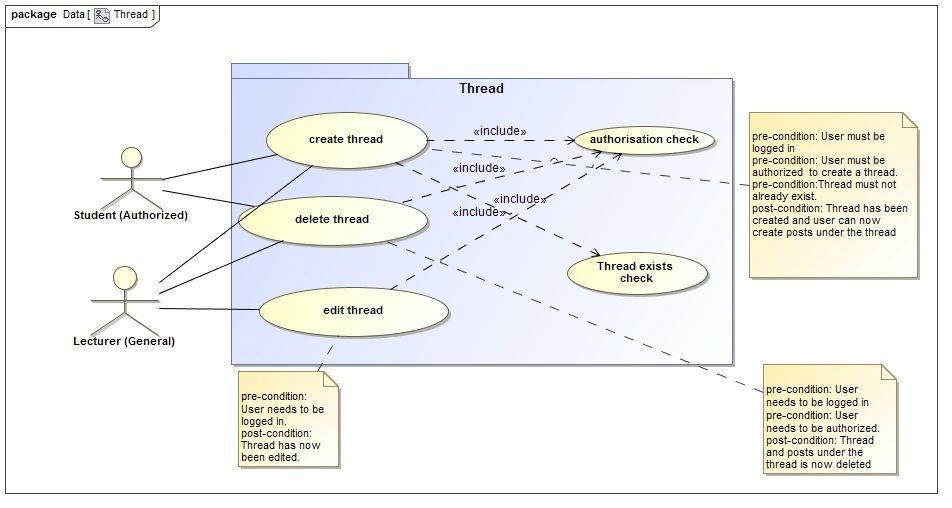 package Data [ Thread ]
Thread
create thread
«include»
authorisation check
«include»
Student (Authorized)
delete thread
«include»
«include»
Thread exists
check
edit thread
Lecturer (General)
pre-condition: User must be
logged in
pre-condition: User must be
authorized  to create a thread.
pre-condition:Thread must not
already exist.
post-condition: Thread has been
created and user can now
create posts under the thread
pre-condition:
User needs to be
logged in.
post-condition:
Thread has now
been edited.
pre-condition: User
needs to be logged in
pre-condition: User
needs to be authorized.
post-condition: Thread
and posts under the
thread is now deleted